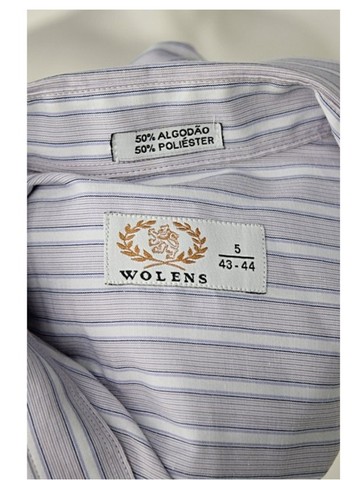 50% ALGODÃO
50% POLIÉSTER
WOLENS
5
43-44